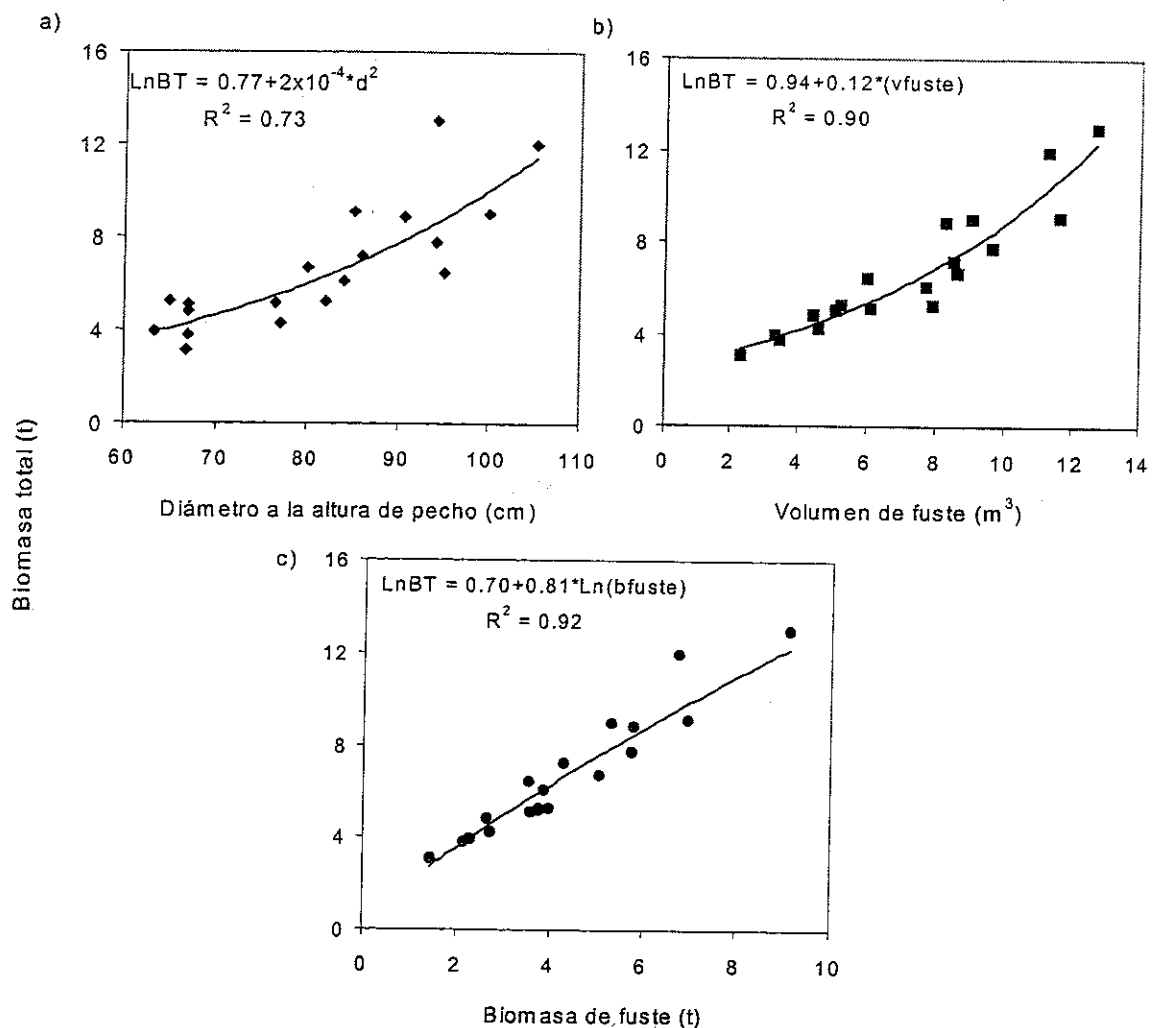 a)
16
12
8
4
0
LnBT = 0.77+2x10⁻⁴*d²
R² = 0.73
60 70 80 90 100 110
Diámetro a la altura de pecho (cm)
b)
16
12
8
4
0
LnBT = 0.94+0.12*(vfuste)
R² = 0.90
0 2 4 6 8 10 12 14
Volumen de fuste (m³)
Biomasa total (t)
c)
16
12
8
4
0
LnBT = 0.70+0.81*Ln(bfuste)
R² = 0.92
0 2 4 6 8 10
Biomasa de fuste (t)